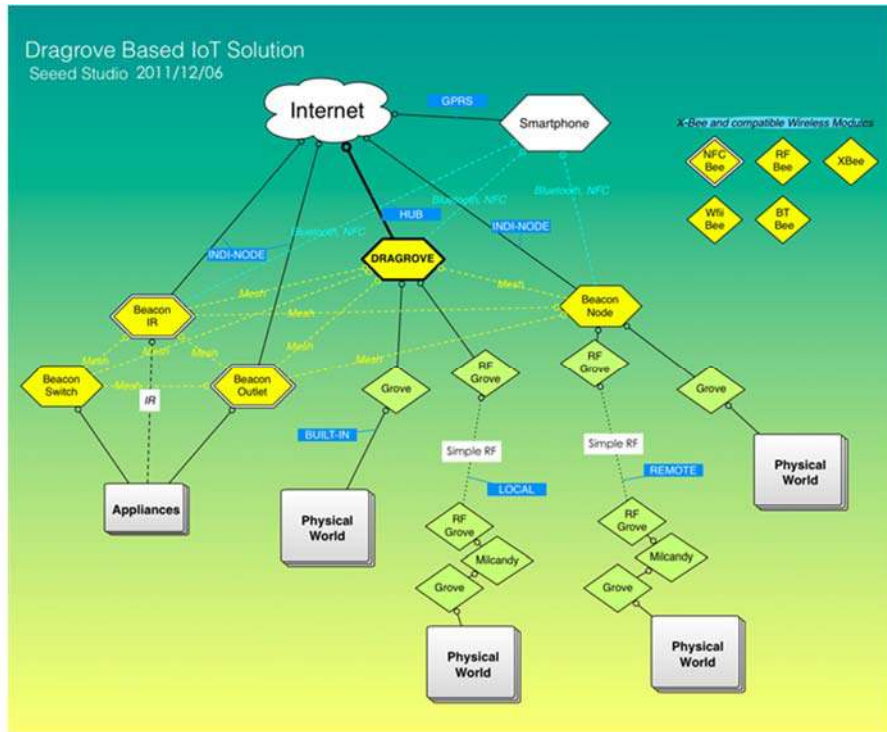 Dragrove Based IoT Solution
Seeed Studio 2011/12/06
Internet
GPRS
Smartphone
X-Bee and compatible Wireless Modules
NFC
Bee
RF
Bee
XBee
Wfii
Bee
BT
Bee
Bluetooth, NFC
Bluetooth, NFC
Bluetooth, NFC
HUB
INDI-NODE
INDI-NODE
DRAGROVE
Mesh
Mesh
Mesh
Mesh
Beacon
IR
Beacon
Node
Mesh
Mesh
Mesh
Mesh
Mesh
Mesh
Beacon
Switch
Beacon
Outlet
IR
Grove
RF
Grove
RF
Grove
Grove
BUILT-IN
Simple RF
Simple RF
LOCAL
REMOTE
Appliances
Physical
World
Physical
World
RF
Grove
Milcandy
Grove
RF
Grove
Milcandy
Grove
Physical
World
Physical
World